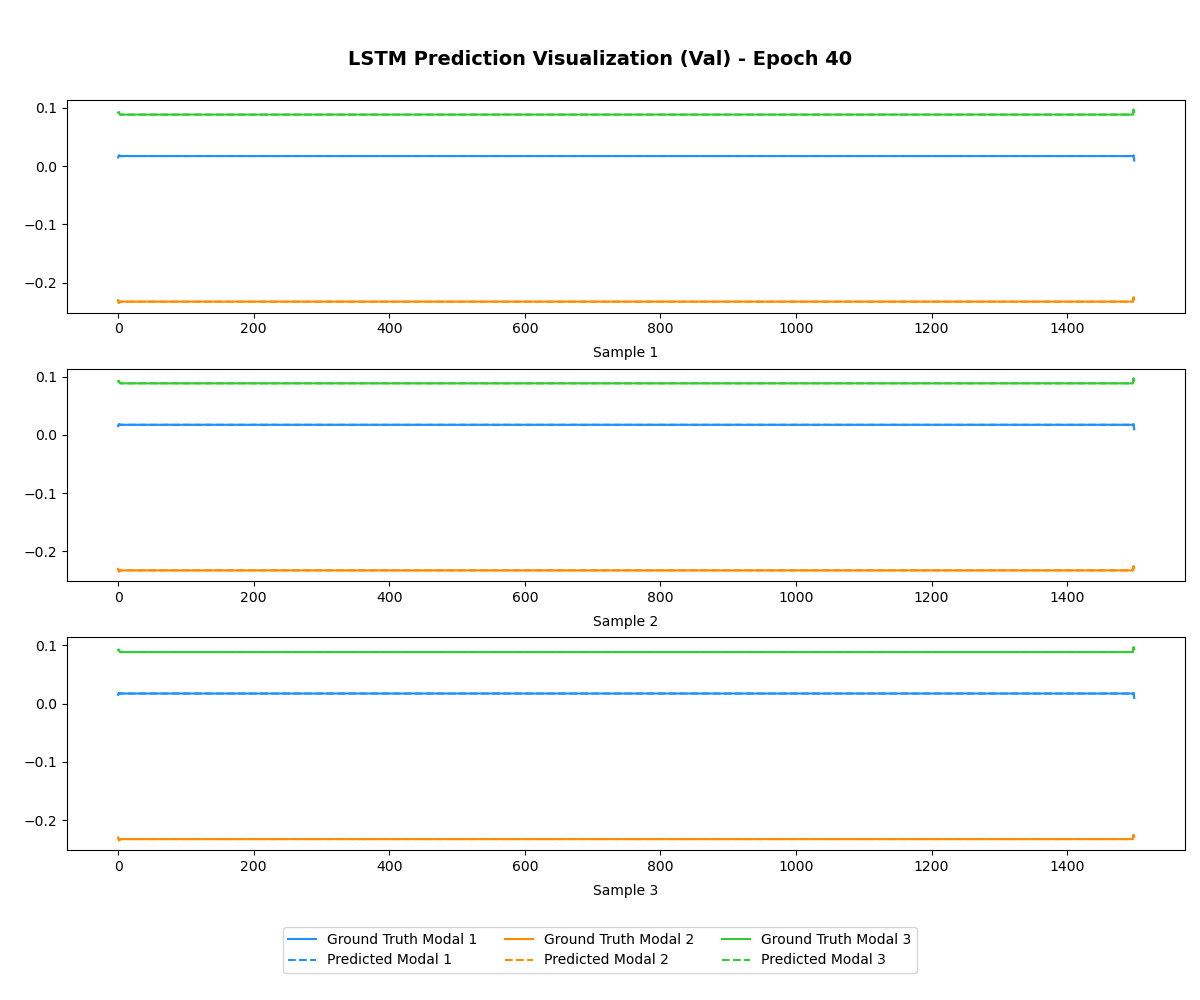 LSTM Prediction Visualization (Val) - Epoch 40
0.1
0.0
−0.1
−0.2
0 200 400 600 800 1000 1200 1400
Sample 1
0.1
0.0
−0.1
−0.2
0 200 400 600 800 1000 1200 1400
Sample 2
0.1
0.0
−0.1
−0.2
0 200 400 600 800 1000 1200 1400
Sample 3
Ground Truth Modal 1 Ground Truth Modal 2 Ground Truth Modal 3
Predicted Modal 1 Predicted Modal 2 Predicted Modal 3